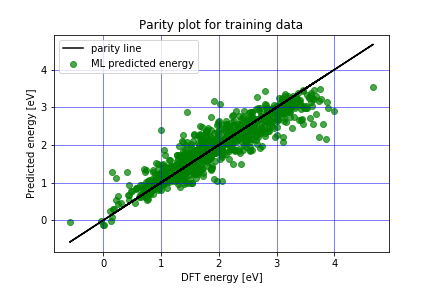 Parity plot for training data
parity line
ML predicted energy
Predicted energy [eV]
4
3
2
1
0
0 1 2 3 4
DFT energy [eV]